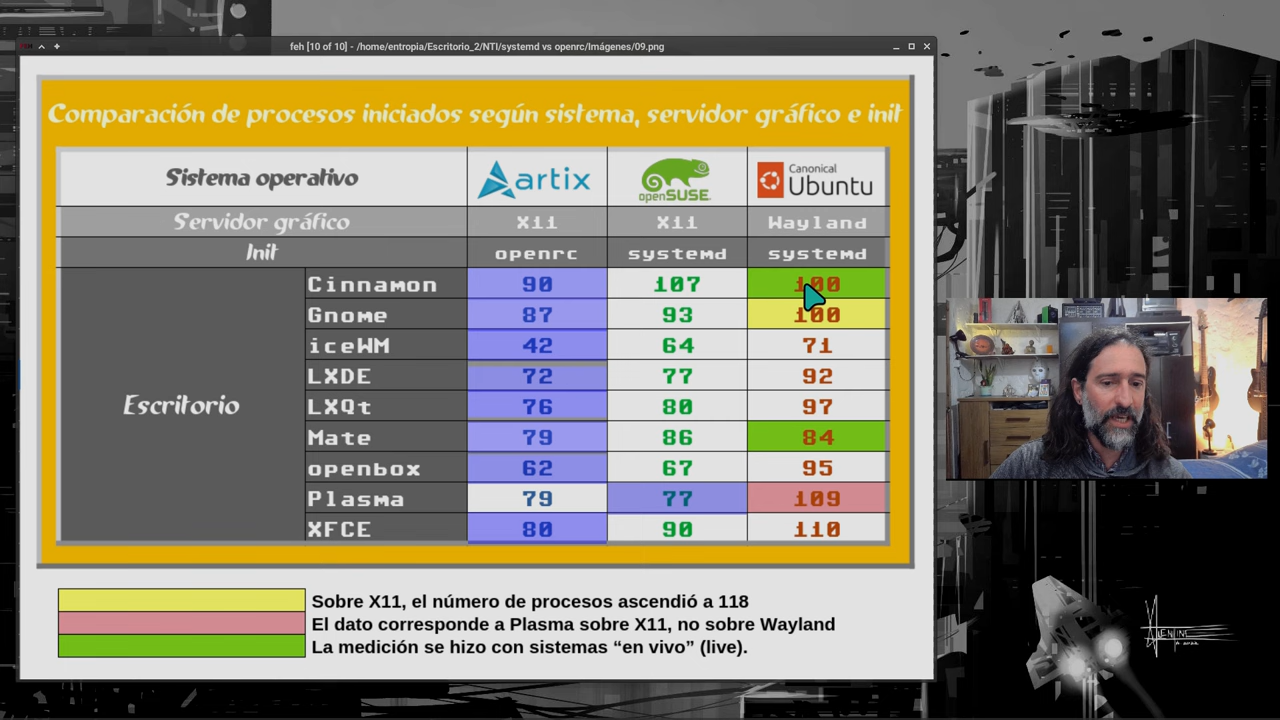 feh [10 of 10] - /home/entropia/Escritorio_2/NTI/systemd vs openrc/Imágenes/09.png
Comparación de procesos iniciados según sistema, servidor gráfico e init
Sistema operativo artix openSUSE Canonical Ubuntu
Servidor gráfico X11 X11 Wayland
Init openrc systemd systemd
Escritorio
Cinnamon 90 107 100
Gnome 87 93 100
iceWM 42 64 71
LXDE 72 77 92
LXQt 76 80 97
Mate 79 86 84
openbox 62 67 95
Plasma 79 77 109
XFCE 80 90 110
Sobre X11, el número de procesos ascendió a 118
El dato corresponde a Plasma sobre X11, no sobre Wayland
La medición se hizo con sistemas “en vivo” (live).